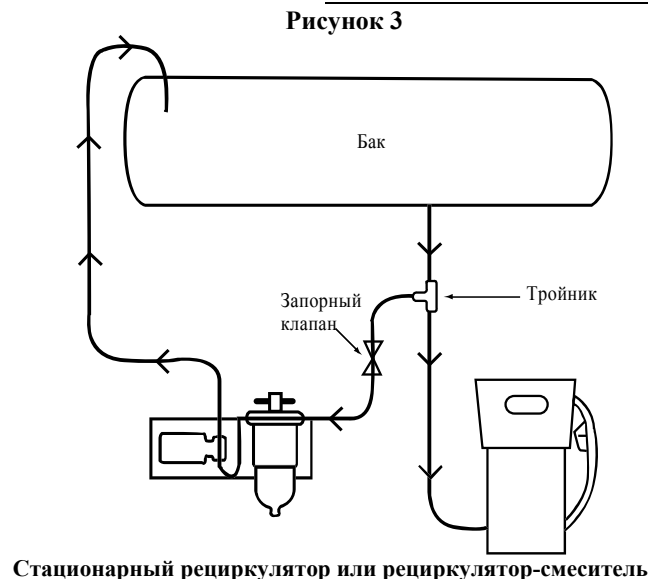 Рисунок 3
Бак
Запорный
клапан
Тройник
Стационарный рециркулятор или рециркулятор-смеситель